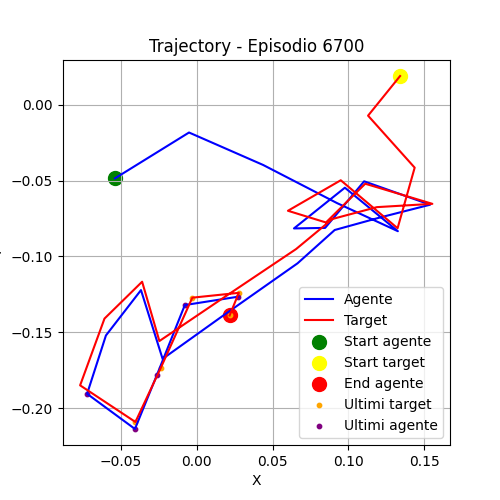 Trajectory - Episodio 6700
0.00
−0.05
−0.10
−0.15
−0.20
Agente
Target
Start agente
Start target
End agente
Ultimi target
Ultimi agente
−0.05
0.00
0.05
0.10
0.15
X